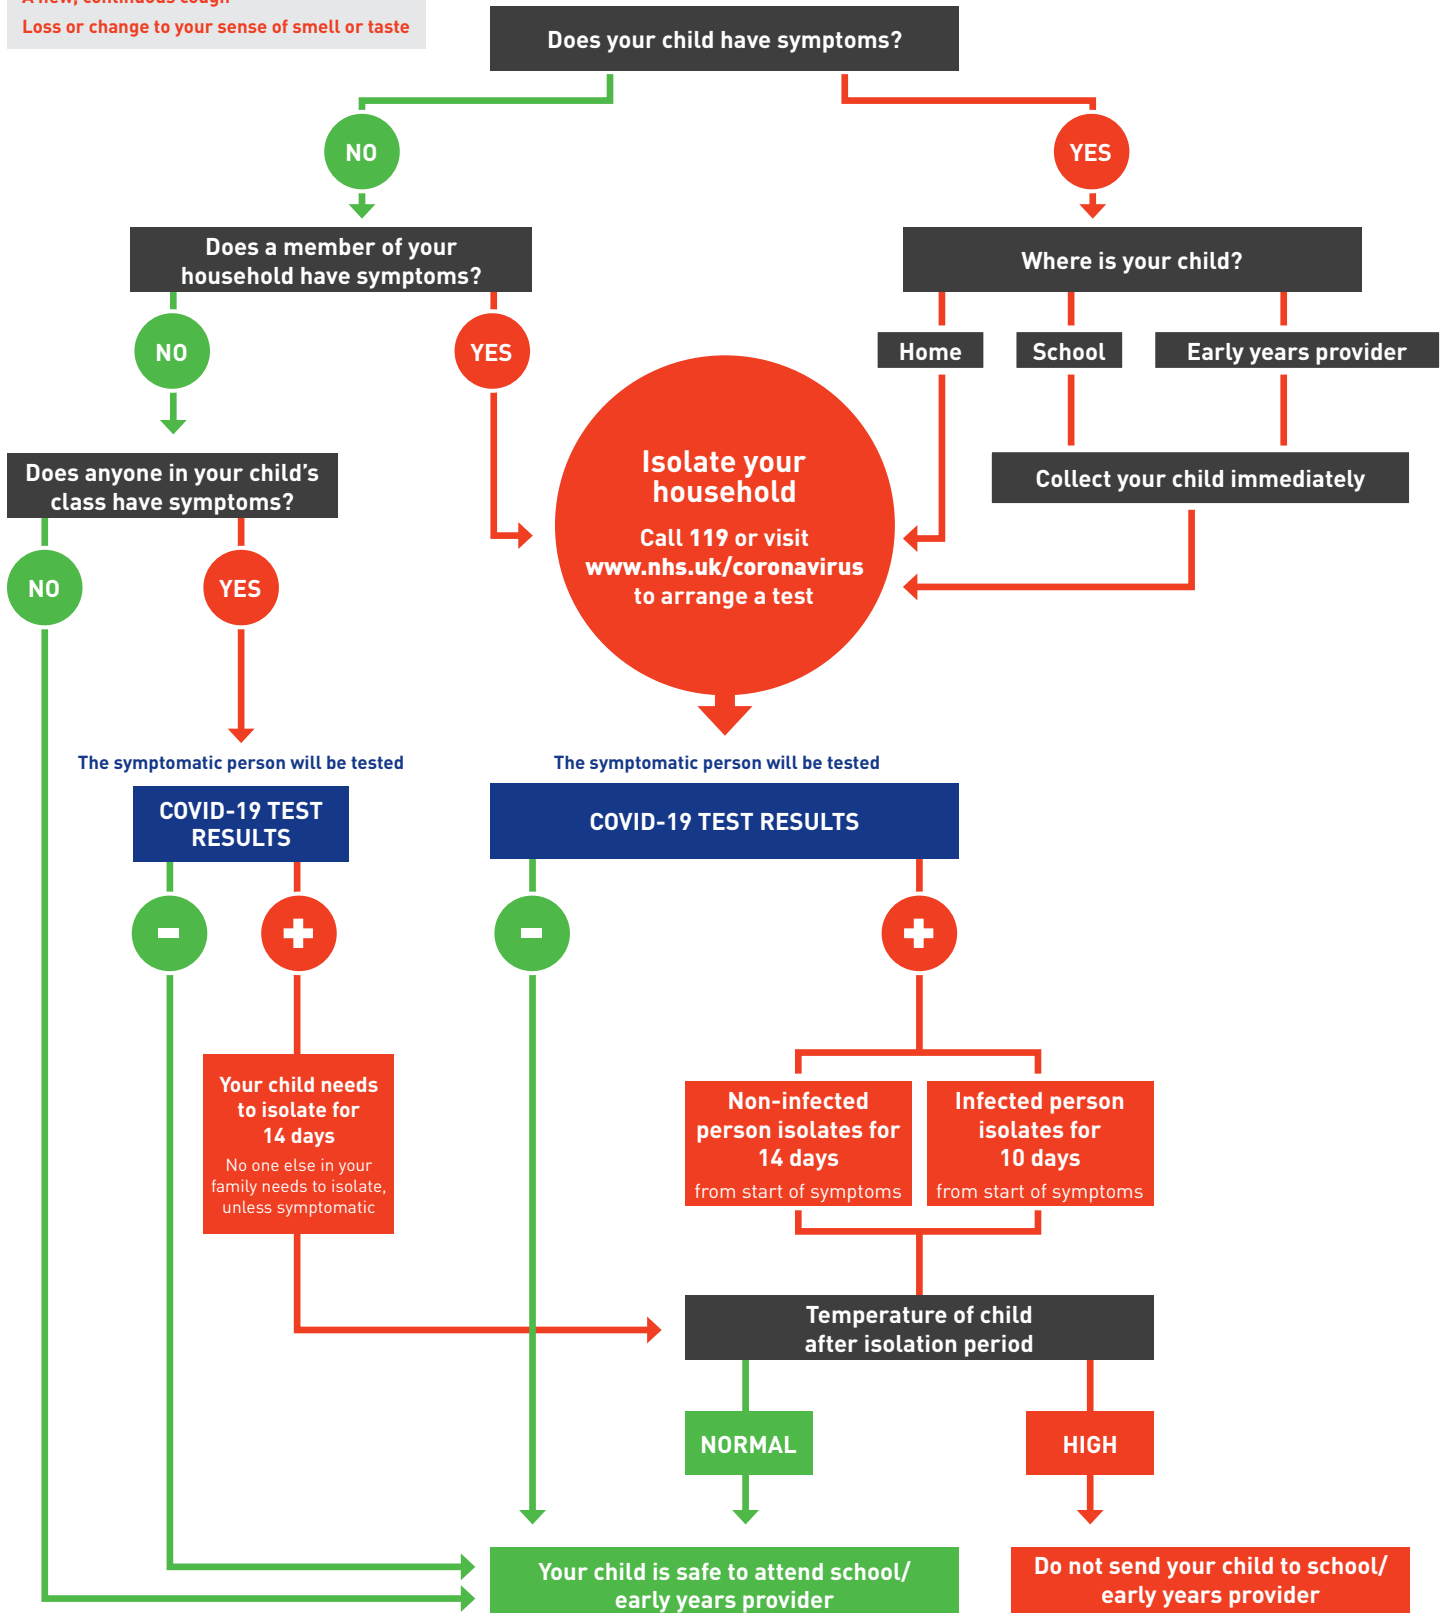 A new, continuous cough
Loss or change to your sense of smell or taste
Does your child have symptoms?
NO
YES
Does a member of your
household have symptoms?
Where is your child?
NO
YES
Home
School
Early years provider
Isolate your
household
Call 119 or visit
www.nhs.uk/coronavirus
to arrange a test
Collect your child immediately
Does anyone in your child's
class have symptoms?
NO
YES
The symptomatic person will be tested
The symptomatic person will be tested
COVID-19 TEST
RESULTS
COVID-19 TEST RESULTS
-
+
-
+
Your child needs
to isolate for
14 days
No one else in your
family needs to isolate,
unless symptomatic
Non-infected
person isolates for
14 days
from start of symptoms
Infected person
isolates for
10 days
from start of symptoms
Temperature of child
after isolation period
NORMAL
HIGH
Your child is safe to attend school/
early years provider
Do not send your child to school/
early years provider